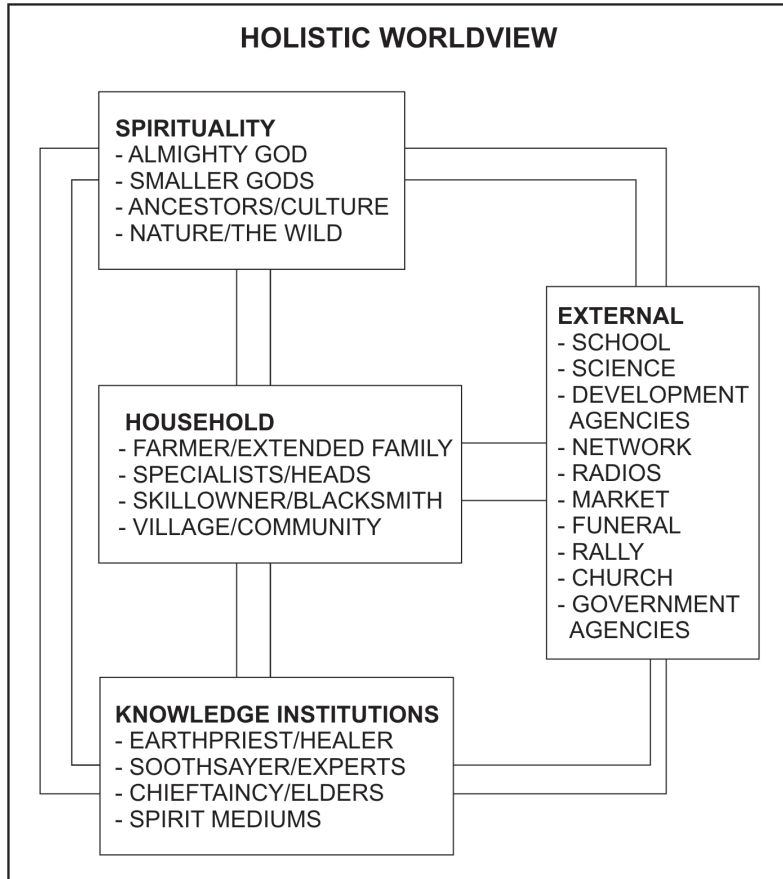 HOLISTIC WORLDVIEW
SPIRITUALITY
- ALMIGHTY GOD
- SMALLER GODS
- ANCESTORS/CULTURE
- NATURE/THE WILD
HOUSEHOLD
- FARMER/EXTENDED FAMILY
- SPECIALISTS/HEADS
- SKILLOWNER/BLACKSMITH
- VILLAGE/COMMUNITY
EXTERNAL
- SCHOOL
- SCIENCE
- DEVELOPMENT
AGENCIES
- NETWORK
- RADIOS
- MARKET
- FUNERAL
- RALLY
- CHURCH
- GOVERNMENT
AGENCIES
KNOWLEDGE INSTITUTIONS
- EARTHPRIEST/HEALER
- SOOTHSAYER/EXPERTS
- CHIEFTAINCY/ELDERS
- SPIRIT MEDIUMS